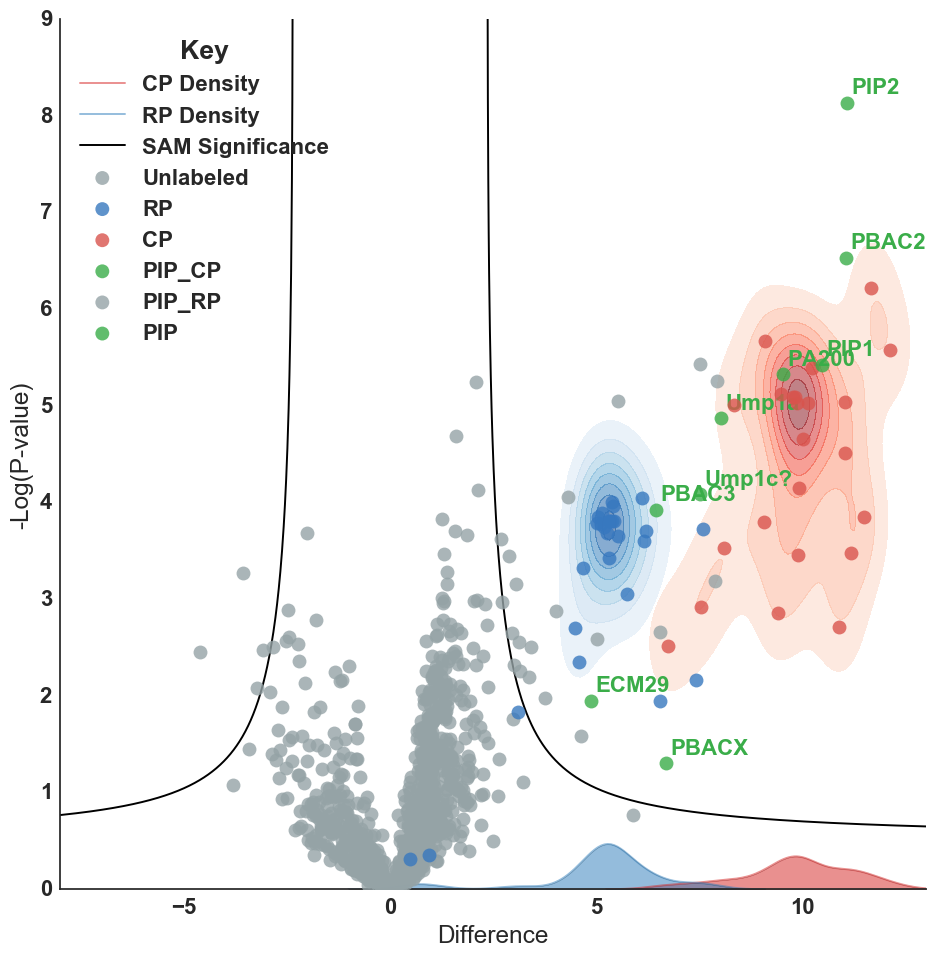 9
8
7
6
5
4
3
2
1
0
-Log(P-value)
Key
CP Density
RP Density
SAM Significance
Unlabeled
RP
CP
PIP_CP
PIP_RP
PIP
PIP2
PBAC2
PIP1
PA200
Ump1c?
PBAC3
ECM29
PBACX
−5 0 5 10
Difference